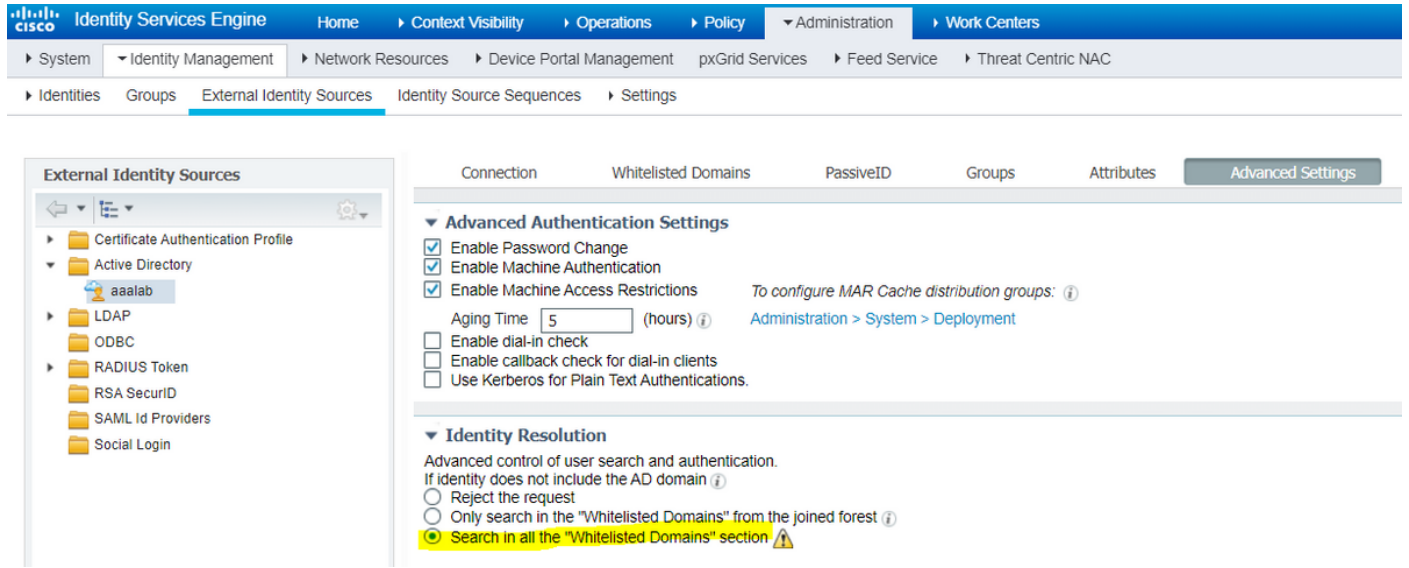 cisco Identity Services Engine Home Context Visibility Operations Policy Administration Work Centers
System Identity Management Network Resources Device Portal Management pxGrid Services Feed Service Threat Centric NAC
Identities Groups External Identity Sources Identity Source Sequences Settings
External Identity Sources
Certificate Authentication Profile
Active Directory
aaalab
LDAP
ODBC
RADIUS Token
RSA SecurID
SAML Id Providers
Social Login
Connection Whitelisted Domains PassiveID Groups Attributes Advanced Settings
Advanced Authentication Settings
Enable Password Change
Enable Machine Authentication
Enable Machine Access Restrictions To configure MAR Cache distribution groups:
Aging Time 5 (hours) Administration > System > Deployment
Enable dial-in check
Enable callback check for dial-in clients
Use Kerberos for Plain Text Authentications.
Identity Resolution
Advanced control of user search and authentication.
If identity does not include the AD domain
Reject the request
Only search in the "Whitelisted Domains" from the joined forest
Search in all the "Whitelisted Domains" section